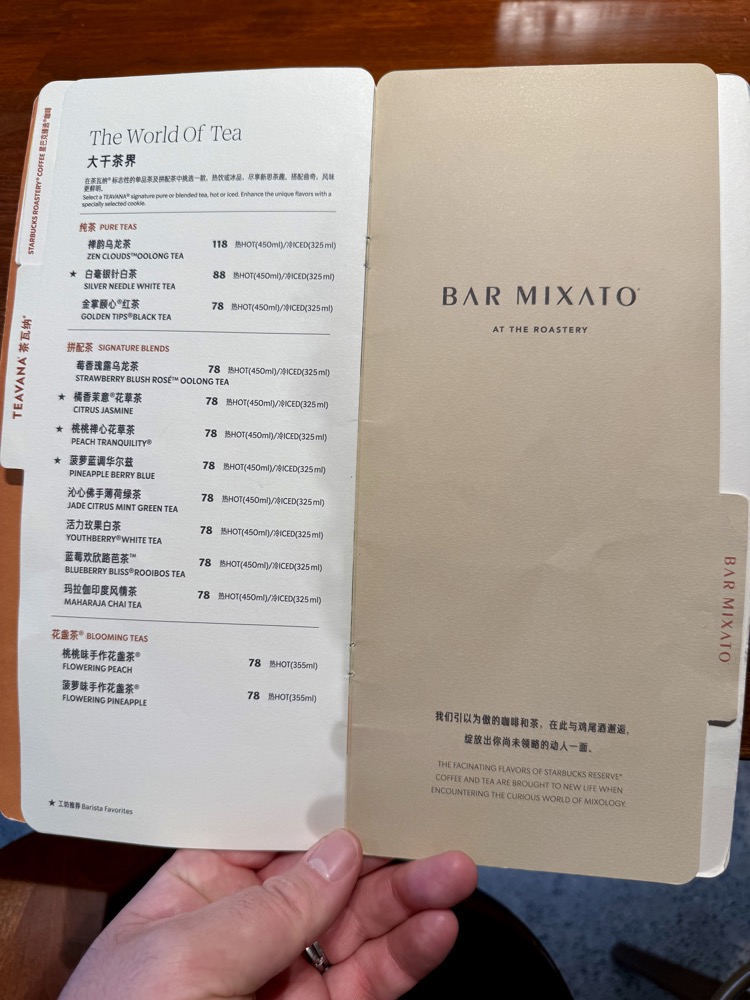 STARBUCKS ROASTERY® COFFEE 星巴克臻选®咖啡
TEAVANA® 茶瓦纳®
The World Of Tea
大千茶界
在茶瓦纳®标志性的单品茶及拼配茶中挑选一款，热饮或冰品，尽享新思茶趣。搭配曲奇，风味
更鲜明。
Select a TEAVANA® signature pure or blended tea, hot or iced. Enhance the unique flavors with a
specially selected cookie.
纯茶 PURE TEAS
禅韵乌龙茶 118 热HOT(450ml)/冷ICED(325ml)
ZEN CLOUDS™OOLONG TEA
★ 白毫银针白茶 88 热HOT(450ml)/冷ICED(325ml)
SILVER NEEDLE WHITE TEA
金掌颐心®红茶 78 热HOT(450ml)/冷ICED(325ml)
GOLDEN TIPS®BLACK TEA
拼配茶 SIGNATURE BLENDS
莓香瑰露乌龙茶 78 热HOT(450ml)/冷ICED(325ml)
STRAWBERRY BLUSH ROSÉ™ OOLONG TEA
★ 橘香茉意®花草茶 78 热HOT(450ml)/冷ICED(325ml)
CITRUS JASMINE
★ 桃桃禅心花草茶 78 热HOT(450ml)/冷ICED(325ml)
PEACH TRANQUILITY®
★ 菠萝蓝调华尔兹 78 热HOT(450ml)/冷ICED(325ml)
PINEAPPLE BERRY BLUE
沁心佛手薄荷绿茶 78 热HOT(450ml)/冷ICED(325ml)
JADE CITRUS MINT GREEN TEA
活力玫果白茶 78 热HOT(450ml)/冷ICED(325ml)
YOUTHBERRY®WHITE TEA
蓝莓欢欣路芭茶™ 78 热HOT(450ml)/冷ICED(325ml)
BLUEBERRY BLISS®ROOIBOS TEA
玛拉伽印度风情茶 78 热HOT(450ml)/冷ICED(325ml)
MAHARAJA CHAI TEA
花盏茶® BLOOMING TEAS
桃桃味手作花盏茶® 78 热HOT(355ml)
FLOWERING PEACH
菠萝味手作花盏茶® 78 热HOT(355ml)
FLOWERING PINEAPPLE
★ 工坊推荐 Barista Favorites
BAR MIXATO®
AT THE ROASTERY
BAR MIXATO
我们引以为傲的咖啡和茶，在此与鸡尾酒邂逅，
绽放出你尚未领略的动人一面。
THE FACINATING FLAVORS OF STARBUCKS RESERVE®
COFFEE AND TEA ARE BROUGHT TO NEW LIFE WHEN
ENCOUNTERING THE CURIOUS WORLD OF MIXOLOGY.